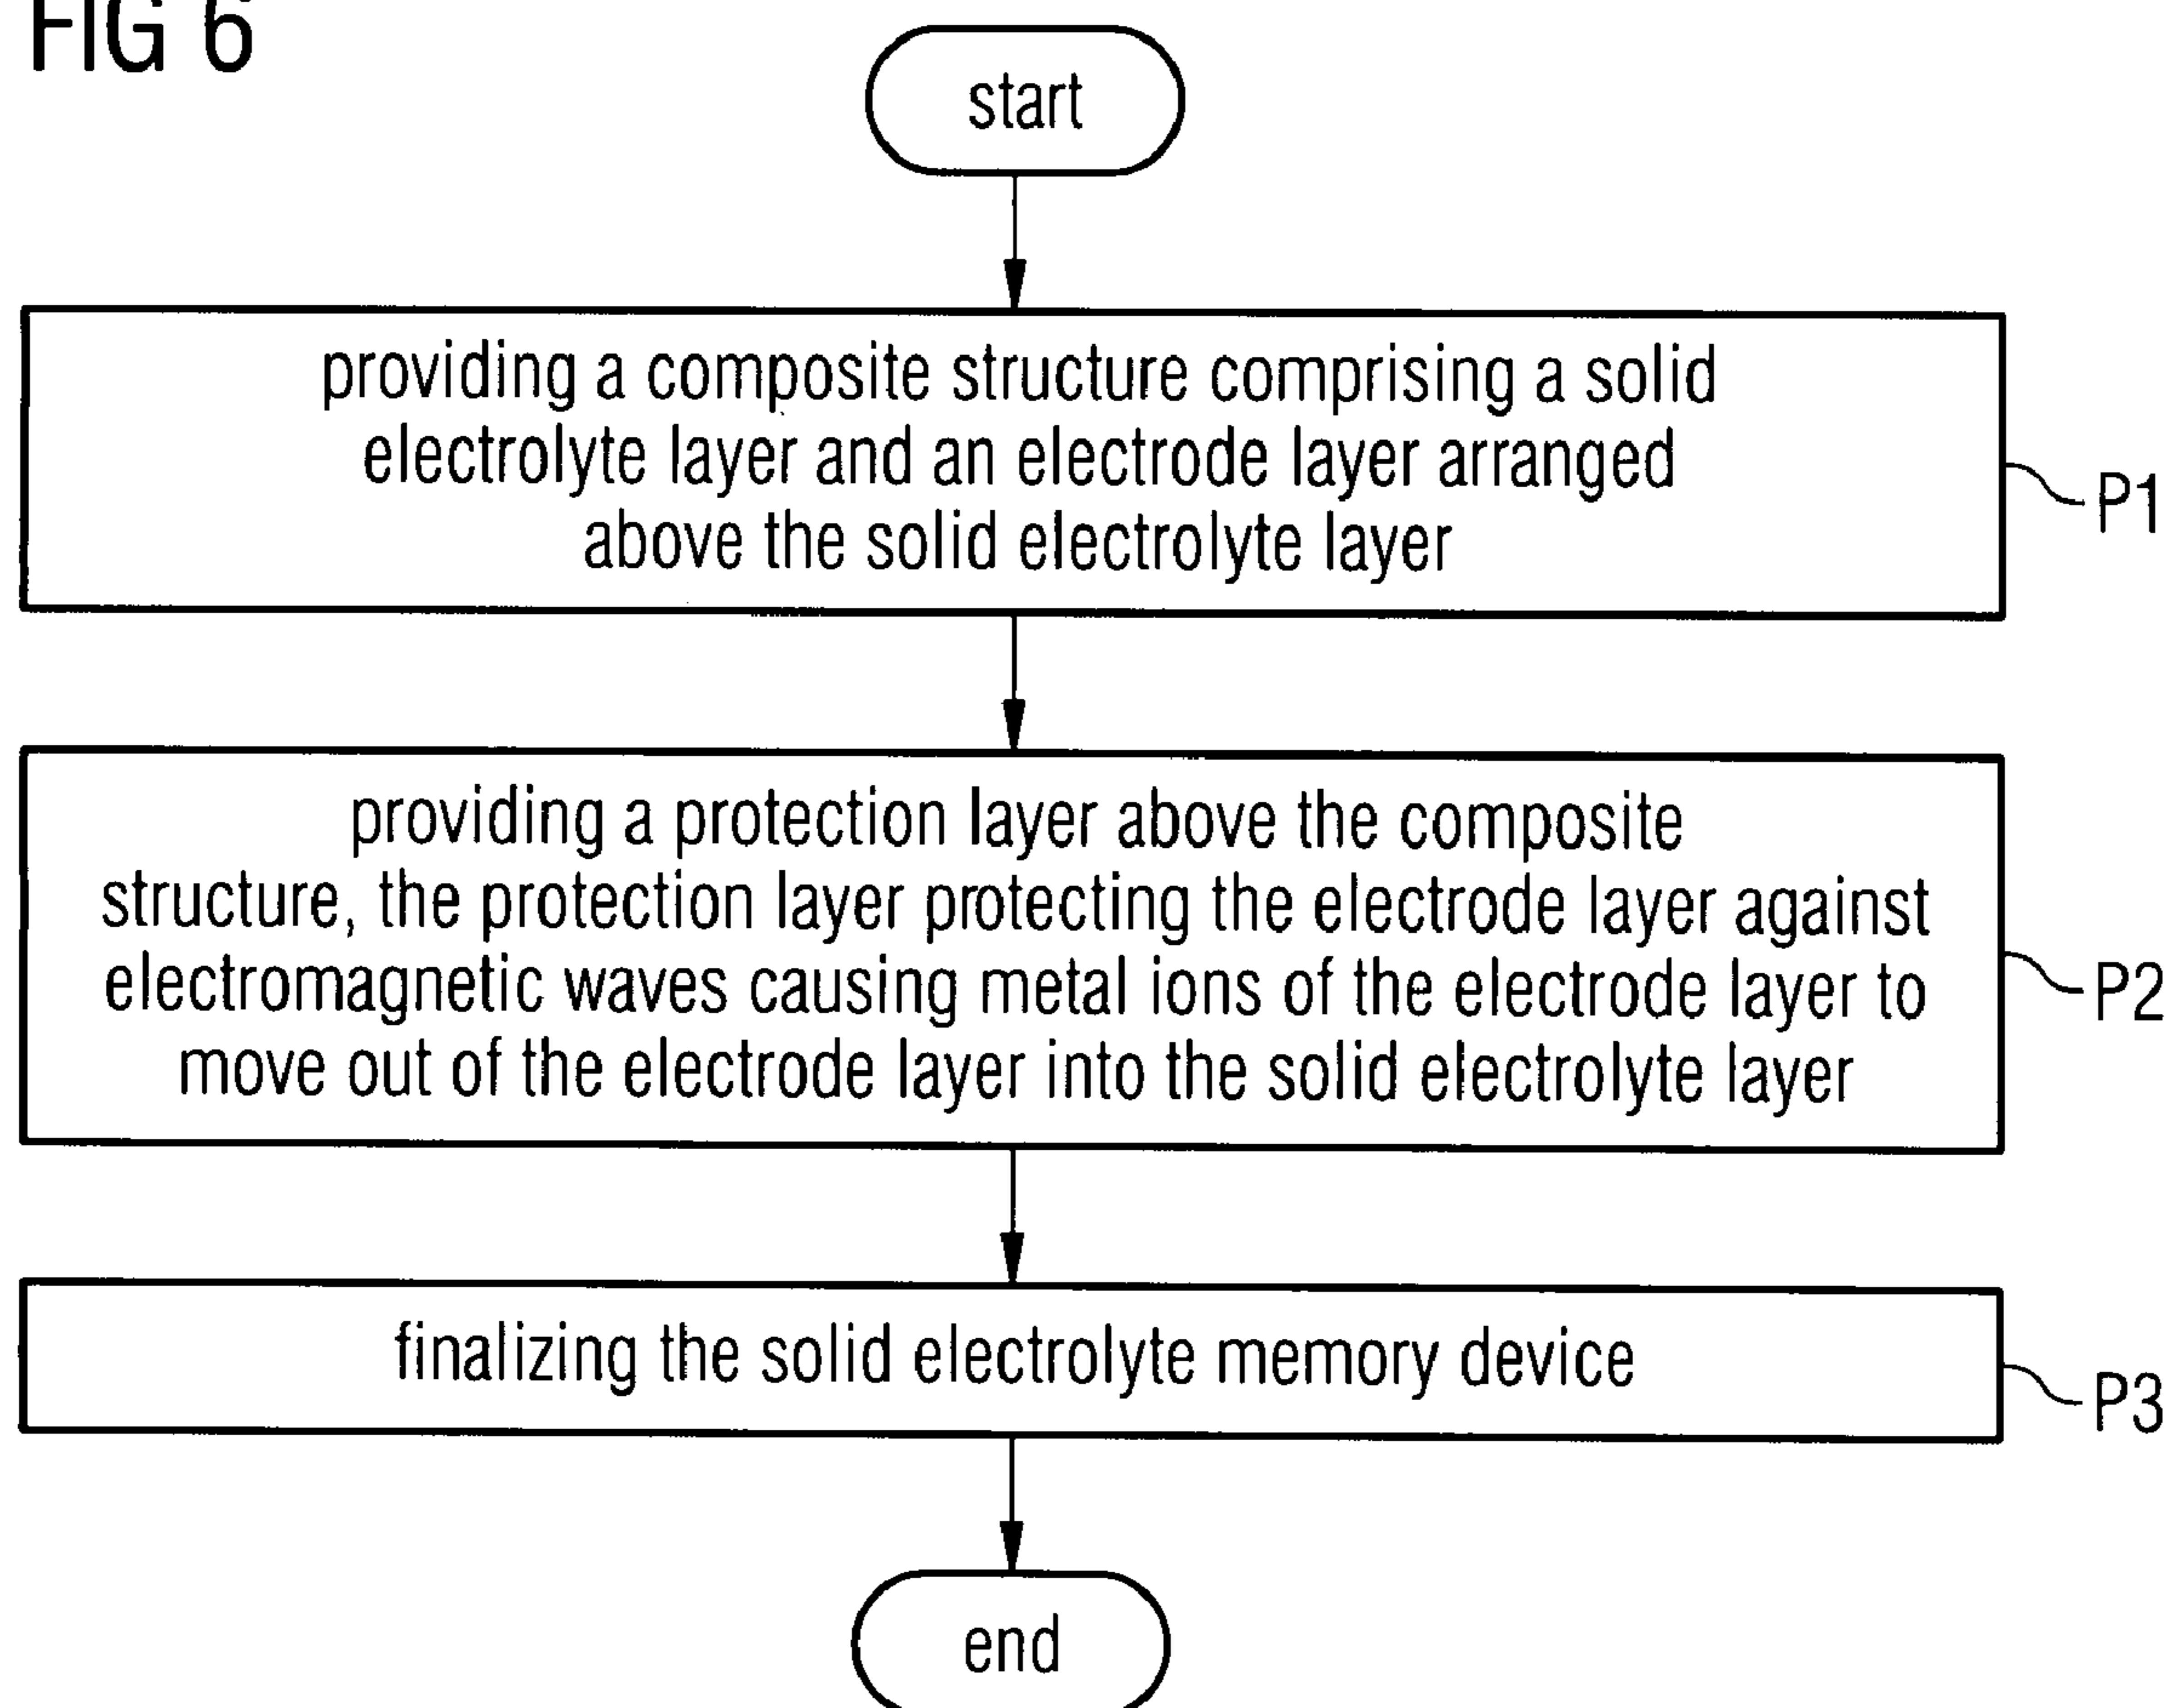 FIG 6
start
providing a composite structure comprising a solid
electrolyte layer and an electrode layer arranged
above the solid electrolyte layer
P1
providing a protection layer above the composite
structure, the protection layer protecting the electrode layer against
electromagnetic waves causing metal ions of the electrode layer to
move out of the electrode layer into the solid electrolyte layer
P2
finalizing the solid electrolyte memory device
P3
end